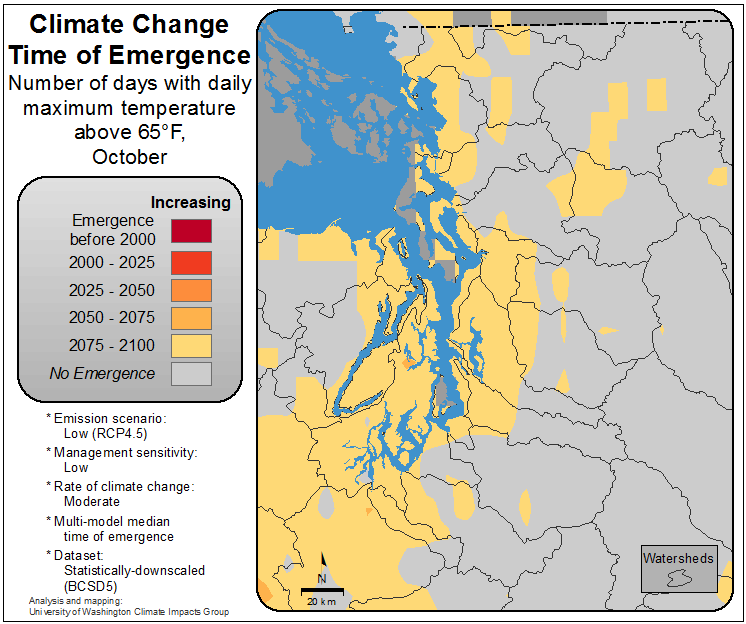 Climate Change
Time of Emergence
Number of days with daily
maximum temperature
above 65°F,
October
Increasing
Emergence
before 2000
2000 - 2025
2025 - 2050
2050 - 2075
2075 - 2100
No Emergence
* Emission scenario:
Low (RCP4.5)
* Management sensitivity:
Low
* Rate of climate change:
Moderate
* Multi-model median
time of emergence
* Dataset:
Statistically-downscaled
(BCSD5)
Analysis and mapping:
University of Washington Climate Impacts Group
N
20 km
Watersheds